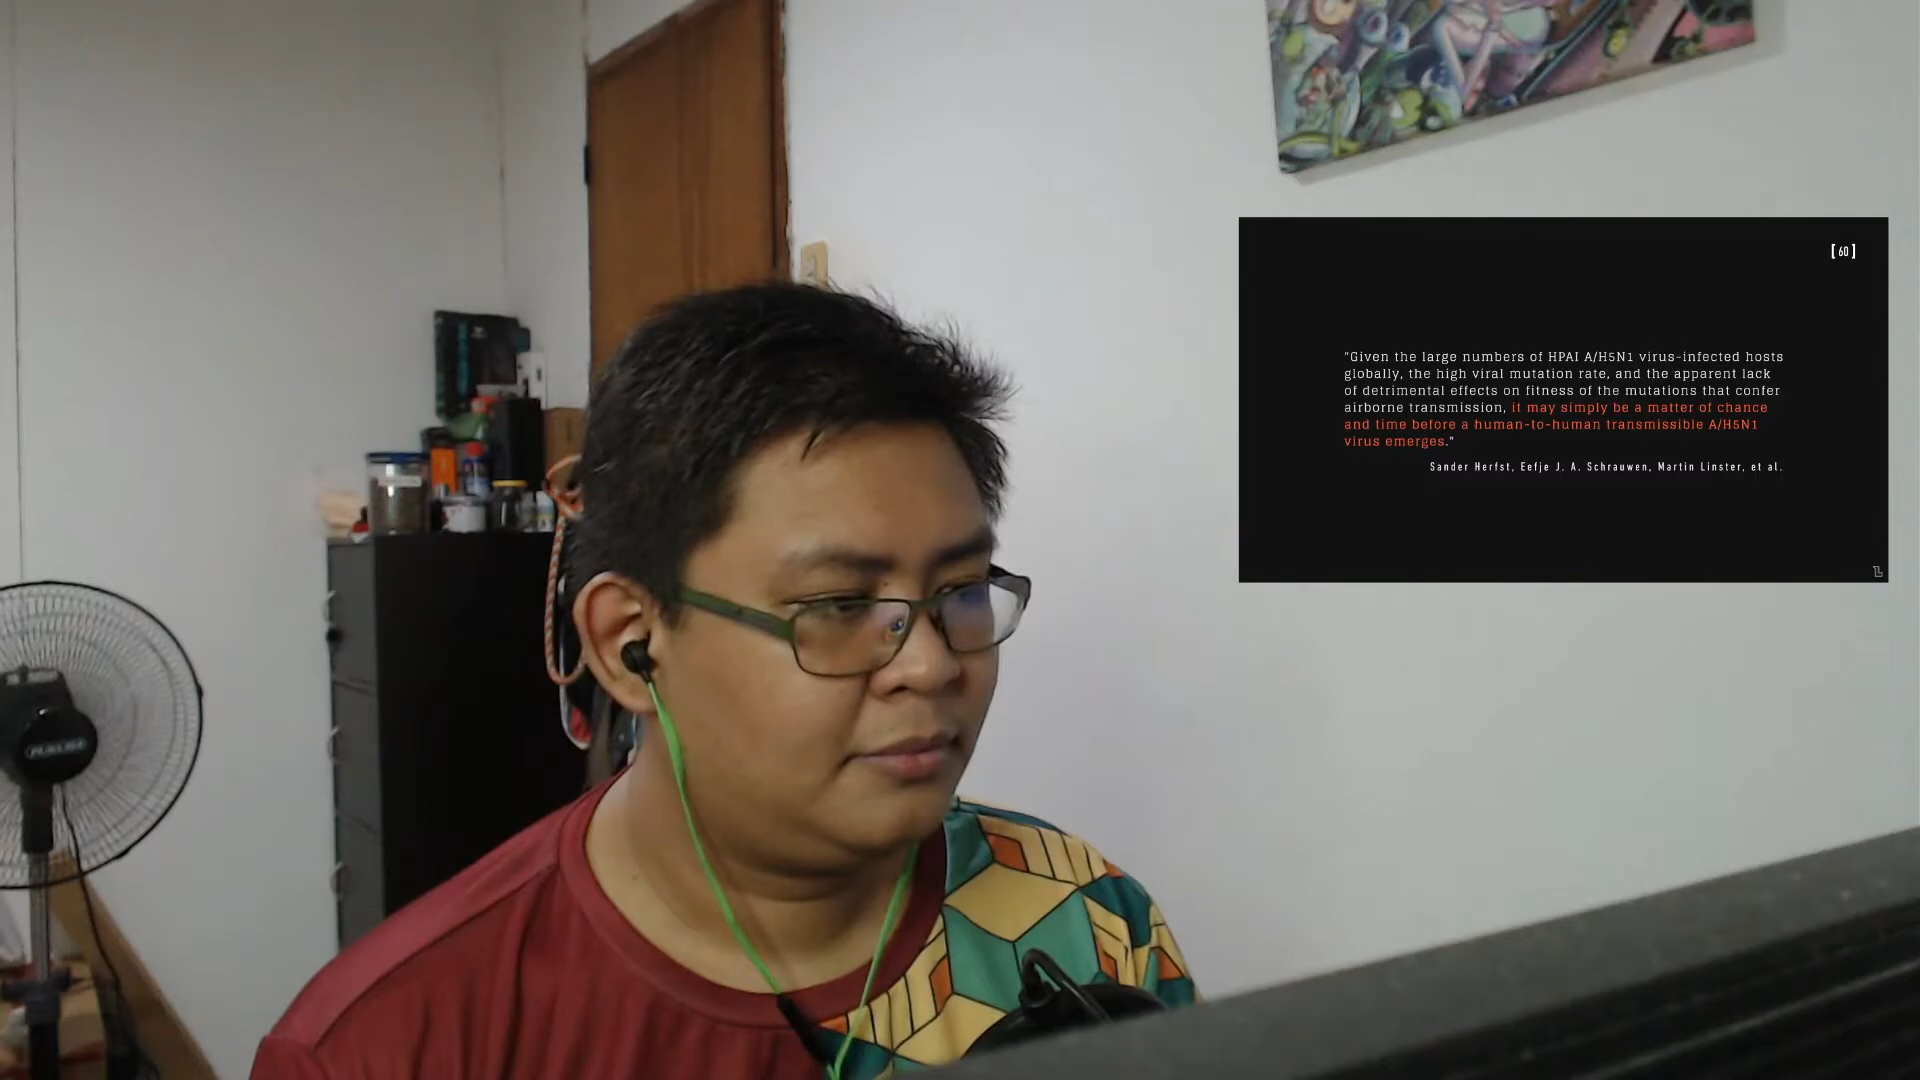 [60]
"Given the large numbers of HPAI A/H5N1 virus-infected hosts
globally, the high viral mutation rate, and the apparent lack
of detrimental effects on fitness of the mutations that confer
airborne transmission, it may simply be a matter of chance
and time before a human-to-human transmissible A/H5N1
virus emerges."
Sander Herfst, Eefje J. A. Schrauwen, Martin Linster, et al.